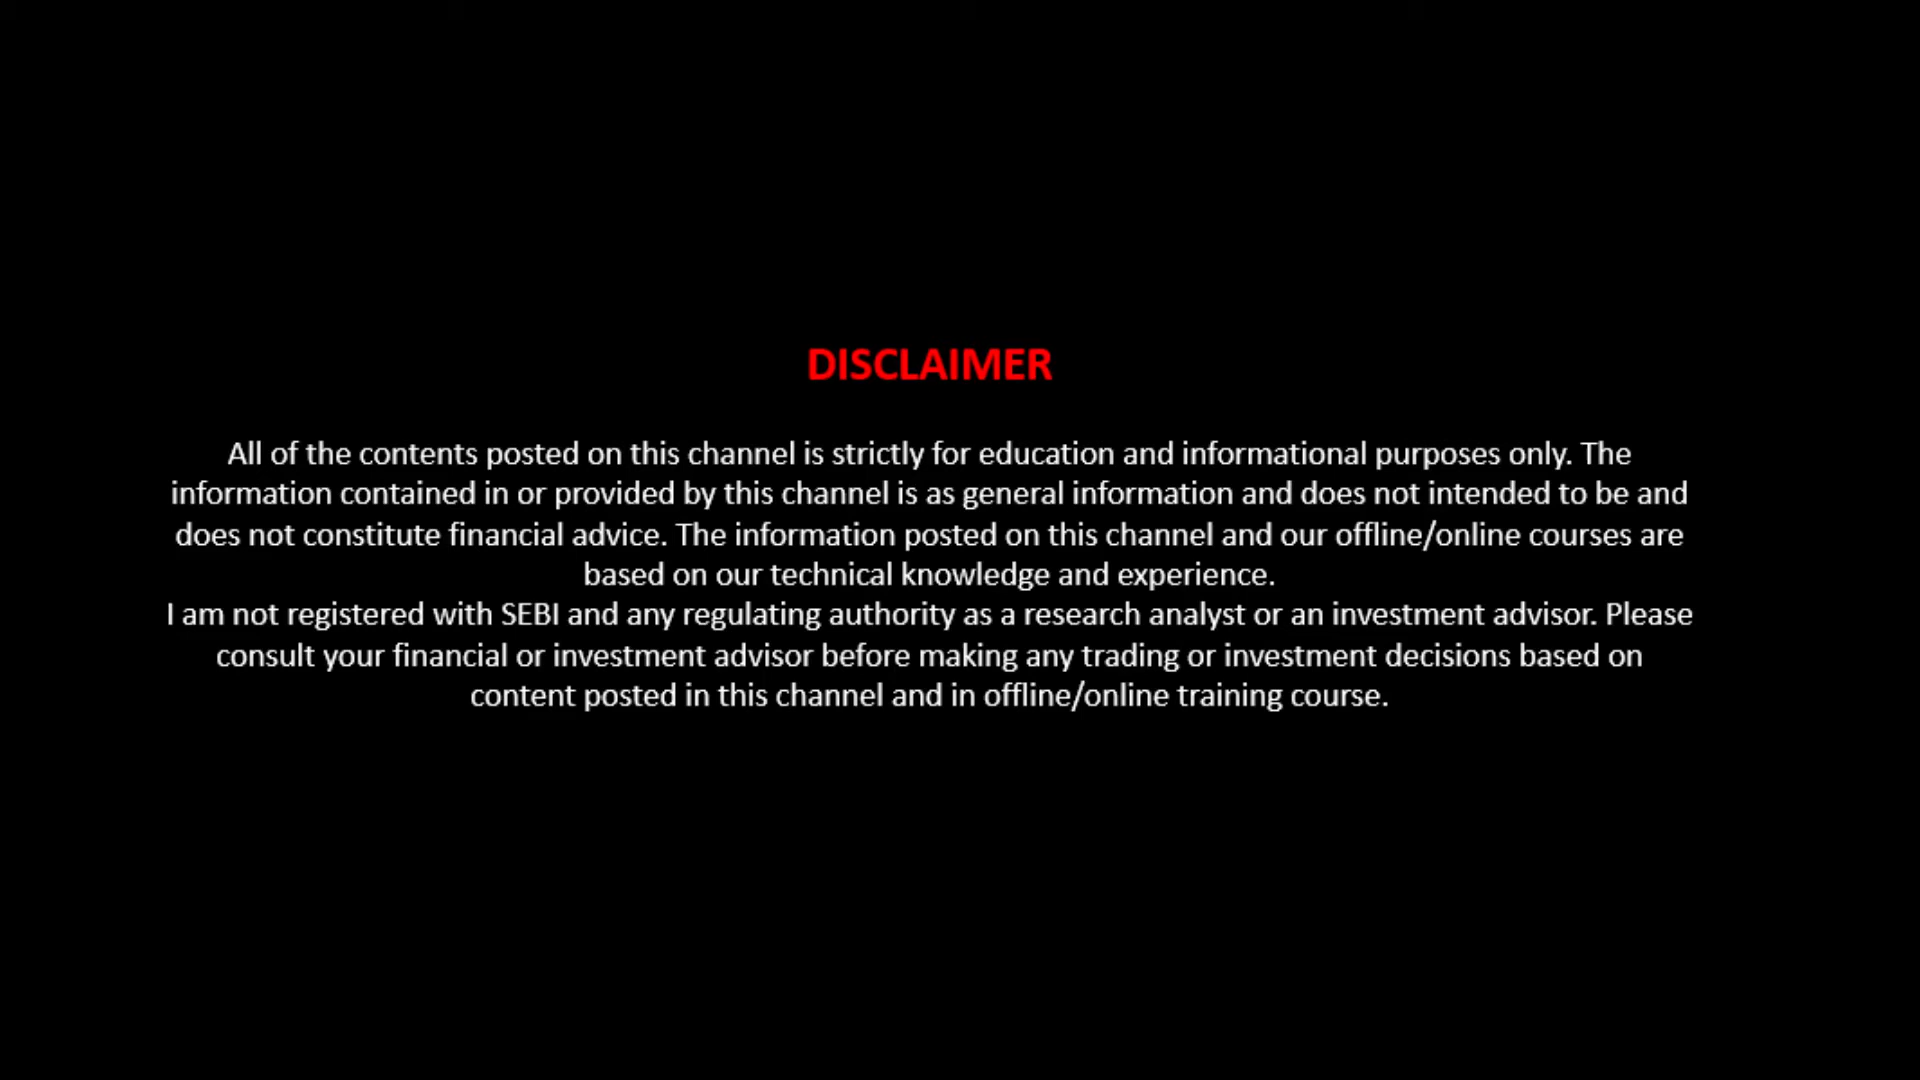 DISCLAIMER
All of the contents posted on this channel is strictly for education and informational purposes only. The
information contained in or provided by this channel is as general information and does not intended to be and
does not constitute financial advice. The information posted on this channel and our offline/online courses are
based on our technical knowledge and experience.
I am not registered with SEBI and any regulating authority as a research analyst or an investment advisor. Please
consult your financial or investment advisor before making any trading or investment decisions based on
content posted in this channel and in offline/online training course.